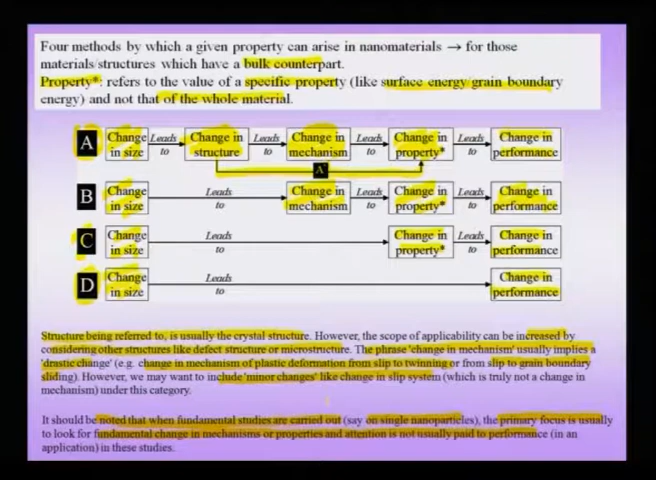 Four methods by which a given property can arise in nanomaterials → for those
materials/structures which have a bulk counterpart.
Property*: refers to the value of a specific property (like surface energy/grain boundary
energy) and not that of the whole material.
A Change in size Leads to Change in structure Leads to Change in mechanism Leads to Change in property* Leads to Change in performance
A'
B Change in size Leads to Change in mechanism Leads to Change in property* Leads to Change in performance
C Change in size Leads to Change in property* Leads to Change in performance
D Change in size Leads to Change in performance
Structure being referred to, is usually the crystal structure. However, the scope of applicability can be increased by
considering other structures like defect structure or microstructure. The phrase 'change in mechanism' usually implies a
'drastic change' (e.g. change in mechanism of plastic deformation from slip to twinning or from slip to grain boundary
sliding). However, we may want to include 'minor changes' like change in slip system (which is truly not a change in
mechanism) under this category.
It should be noted that when fundamental studies are carried out (say on single nanoparticles), the primary focus is usually
to look for fundamental change in mechanisms or properties and attention is not usually paid to performance (in an
application) in these studies.